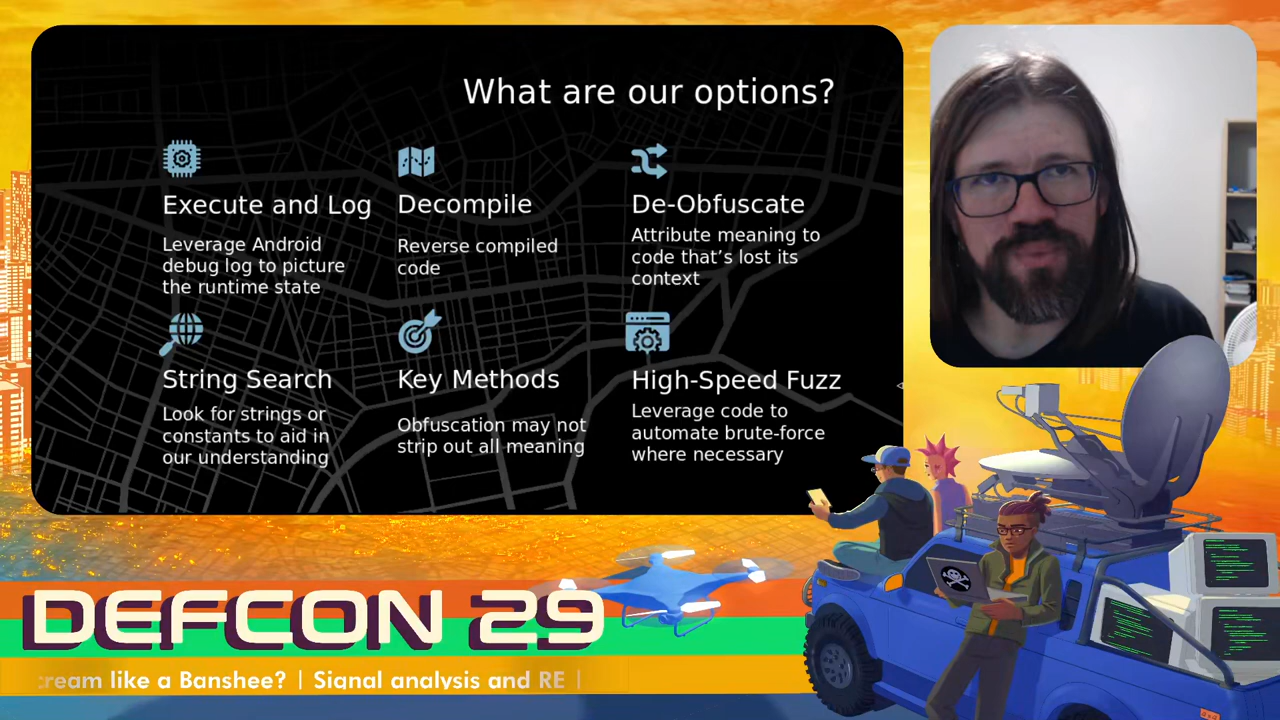 What are our options?
Execute and Log
Leverage Android
debug log to picture
the runtime state
Decompile
Reverse compiled
code
De-Obfuscate
Attribute meaning to
code that’s lost its
context
String Search
Look for strings or
constants to aid in
our understanding
Key Methods
Obfuscation may not
strip out all meaning
High-Speed Fuzz
Leverage code to
automate brute-force
where necessary
DEFCON 29
:ream like a Banshee? | Signal analysis and RE |